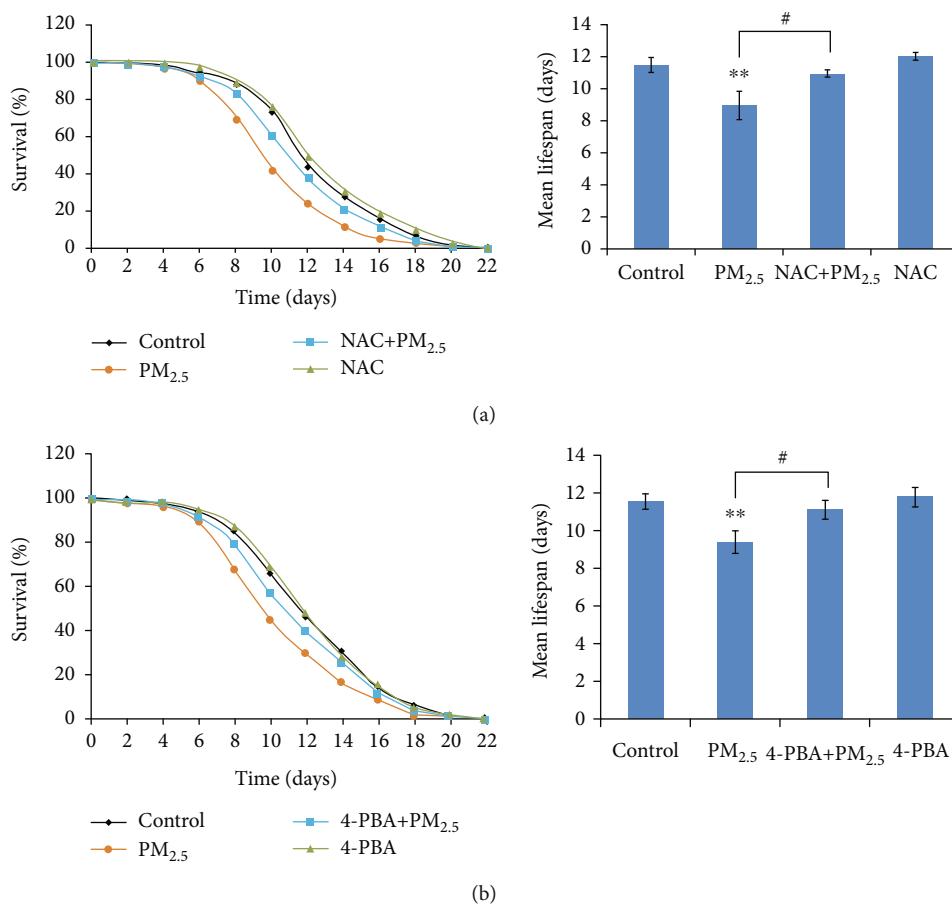 120
100
80
60
40
20
0
Survival (%)
0 2 4 6 8 10 12 14 16 18 20 22
Time (days)
Control
NAC+PM2.5
PM2.5
NAC
14
12
10
8
6
4
2
0
Mean lifespan (days)
#
**
Control PM2.5 NAC+PM2.5 NAC
(a)
120
100
80
60
40
20
0
Survival (%)
0 2 4 6 8 10 12 14 16 18 20 22
Time (days)
Control
4-PBA+PM2.5
PM2.5
4-PBA
14
12
10
8
6
4
2
0
Mean lifespan (days)
#
**
Control PM2.5 4-PBA+PM2.5 4-PBA
(b)